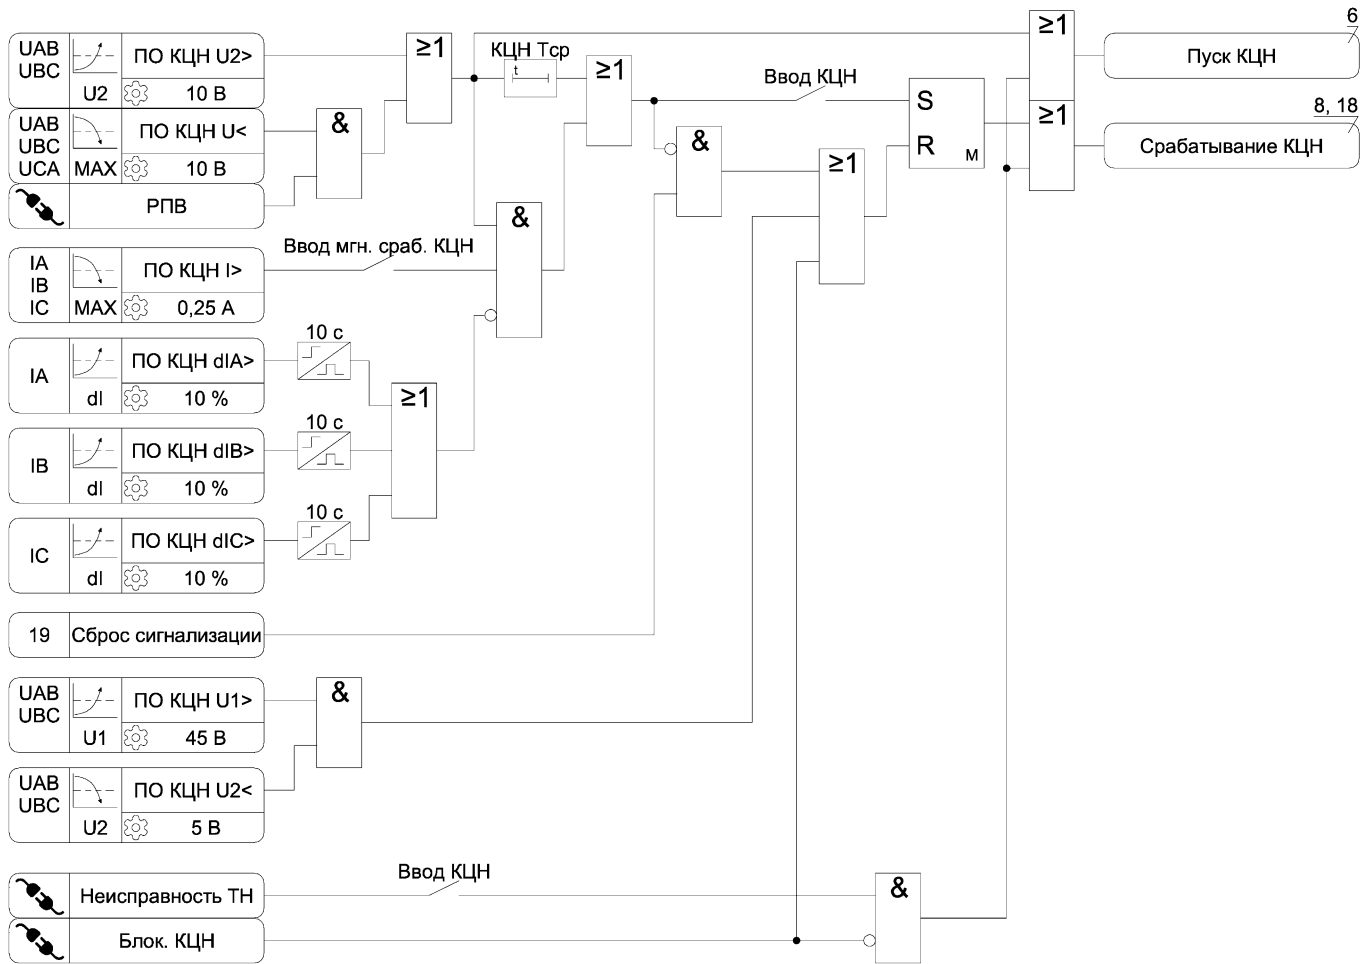 UAB
UBC
ПО КЦН U2>
U2
10 В
UAB
UBC
UCA
ПО КЦН U<
MAX
10 В
РПВ
&
≥1
КЦН Тср
t
≥1
Ввод КЦН
&
S
R
M
≥1
≥1
≥1
6
Пуск КЦН
8, 18
Срабатывание КЦН
IA
IB
IC
ПО КЦН I>
MAX
0,25 А
Ввод мгн. сраб. КЦН
&
IA
ПО КЦН dIA>
dI
10 %
10 с
≥1
IB
ПО КЦН dIB>
dI
10 %
10 с
IC
ПО КЦН dIC>
dI
10 %
10 с
19
Сброс сигнализации
UAB
UBC
ПО КЦН U1>
U1
45 В
&
UAB
UBC
ПО КЦН U2<
U2
5 В
Неисправность ТН
Ввод КЦН
&
Блок. КЦН